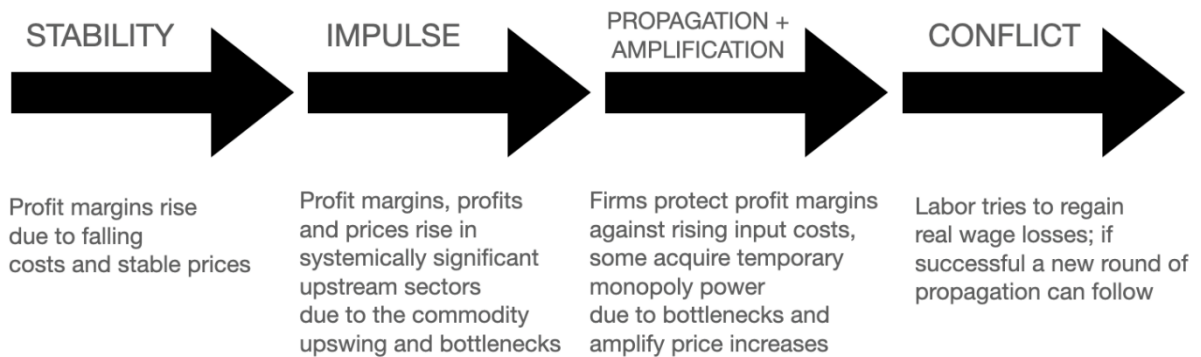 STABILITY
Profit margins rise
due to falling
costs and stable prices
IMPULSE
Profit margins, profits
and prices rise in
systemically significant
upstream sectors
due to the commodity
upswing and bottlenecks
PROPAGATION +
AMPLIFICATION
Firms protect profit margins
against rising input costs,
some acquire temporary
monopoly power
due to bottlenecks and
amplify price increases
CONFLICT
Labor tries to regain
real wage losses; if
successful a new round of
propagation can follow